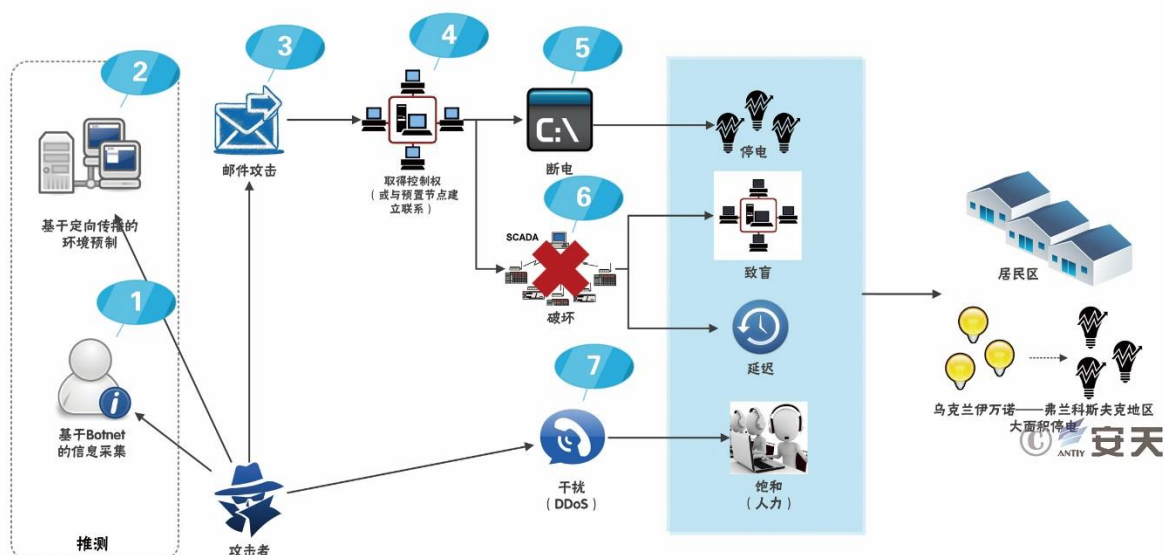 2
3
4
5
邮件攻击
取得控制权
（或与预置节点建
立联系）
C:\
断电
停电
基于定向传播的
环境预制
6
SCADA
破坏
致盲
居民区
1
基于Botnet
的信息采集
7
延迟
乌克兰伊万诺——弗兰科斯夫克地区
大面积停电
© ANTIY 安天
干扰
（DDoS）
饱和
（人力）
攻击者
推测